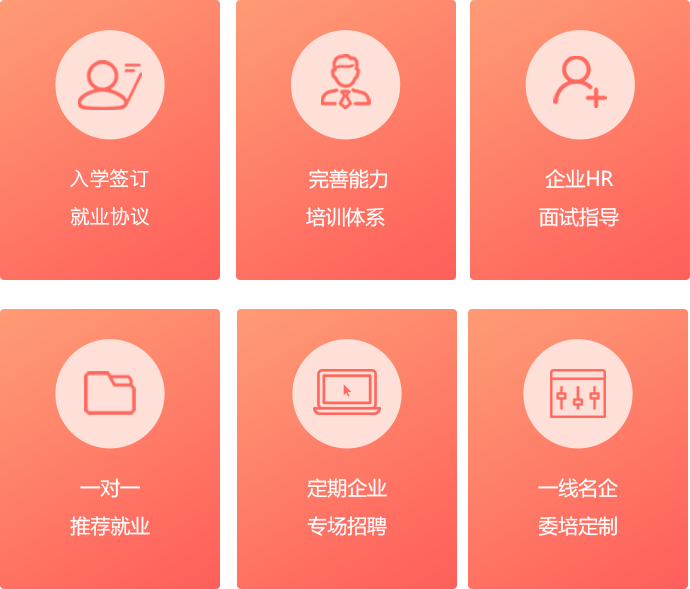 入学签订
就业协议
完善能力
培训体系
企业HR
面试指导
一对一
推荐就业
定期企业
专场招聘
一线名企
委培定制